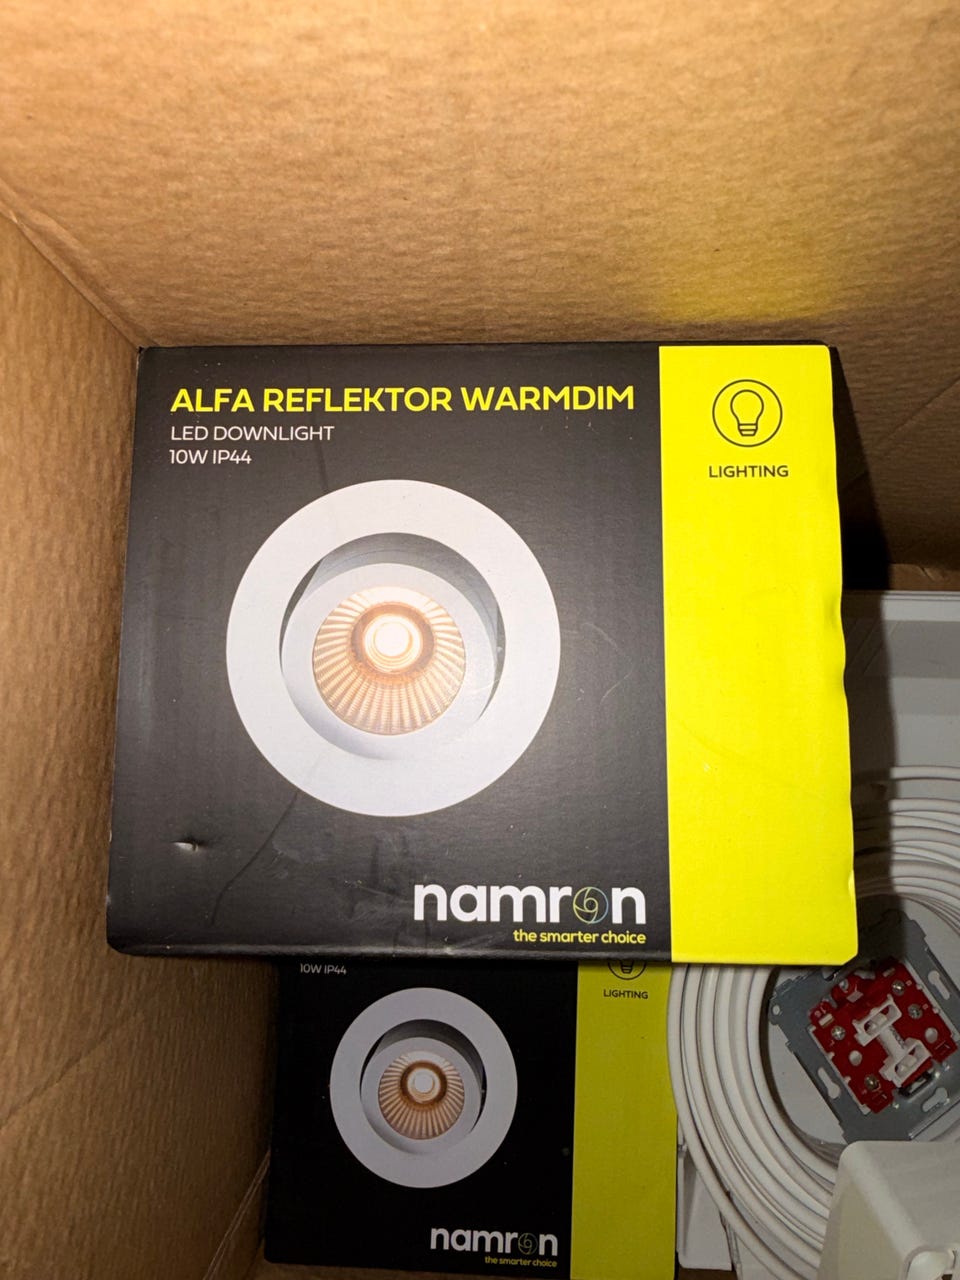 ALFA REFLEKTOR WARMDIM
LED DOWNLIGHT
10W IP44
LIGHTING
namron
the smarter choice
10W IP44
LIGHTING
namron
the smarter choice